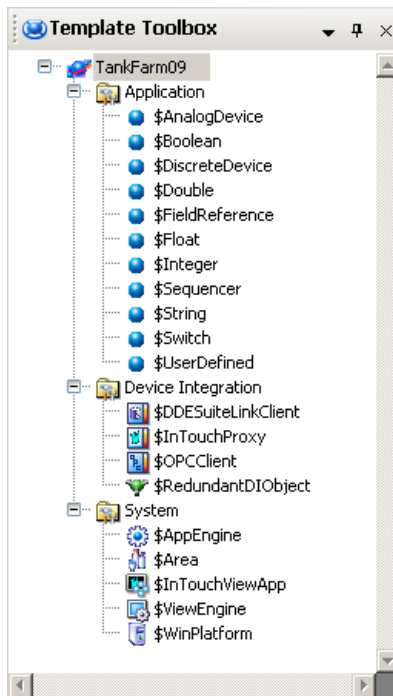 Template Toolbox
TankFarm09
Application
$AnalogDevice
$Boolean
$DiscreteDevice
$Double
$FieldReference
$Float
$Integer
$Sequencer
$String
$Switch
$UserDefined
Device Integration
$DDESuiteLinkClient
$InTouchProxy
$OPCClient
$RedundantDIObject
System
$AppEngine
$Area
$InTouchViewApp
$ViewEngine
$WinPlatform